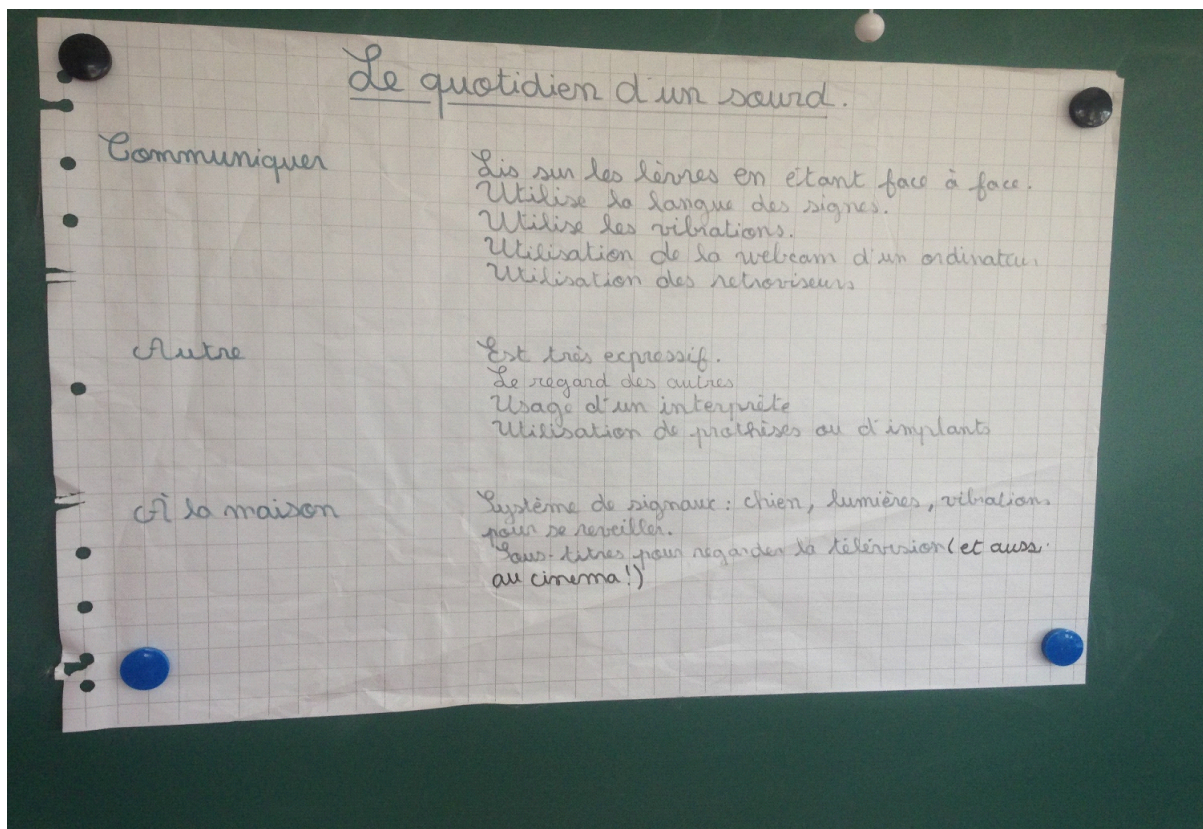 Le quotidien d'un sourd.
Communiquer
Lis sur les lèvres en étant face à face.
Utilise la langue des signes.
Utilise les vibrations.
Utilisation de la webcam d'un ordinateur
Utilisation des retroviseurs
Autre
Est très expressif.
Le regard des autres
Usage d'un interprète
Utilisation de prothèses ou d'implants
À la maison
Système de signaux : chien, lumières, vibrations
pour se reveiller.
Sous-titres pour regarder la télévision (et aussi
au cinema!)